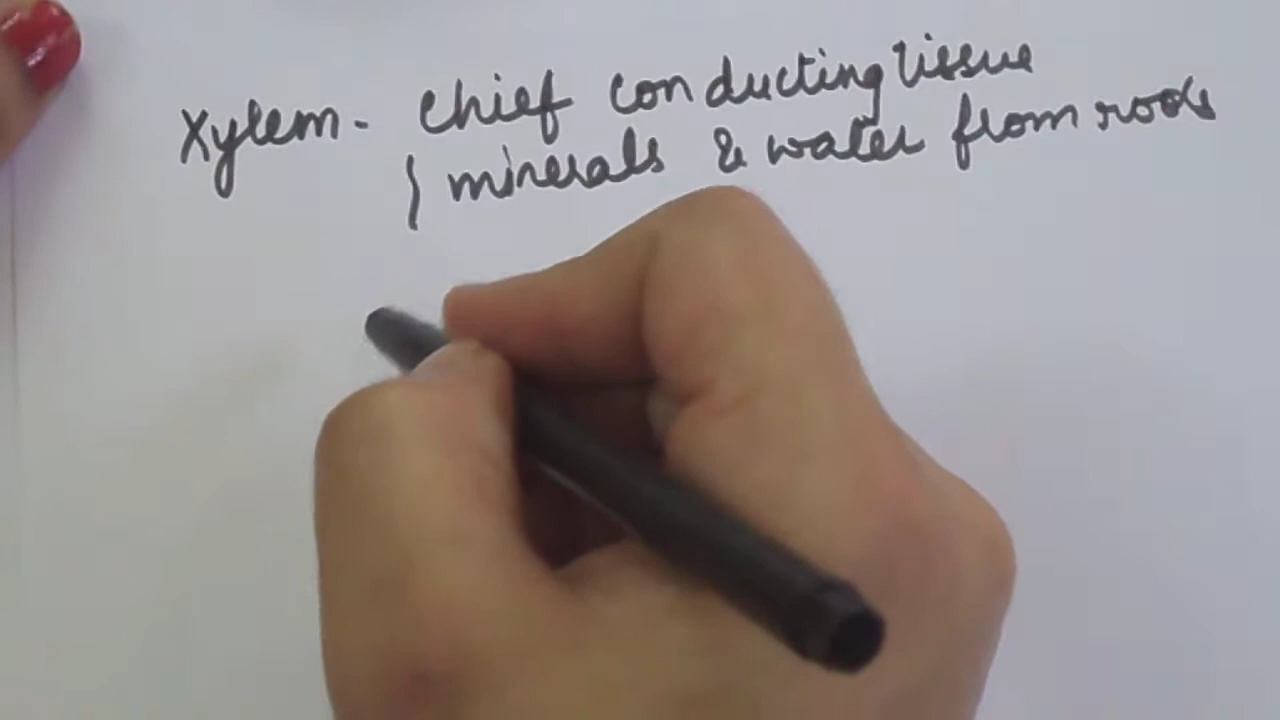 Xylem - chief conducting tissue
{ minerals & water from roots